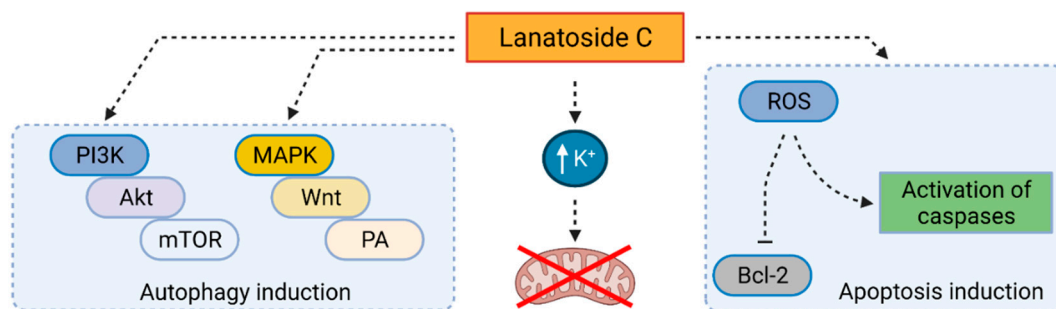 Lanatoside C
PI3K
Akt
mTOR
MAPK
Wnt
PA
Autophagy induction
↑ K⁺
ROS
Activation of
caspases
Bcl-2
Apoptosis induction